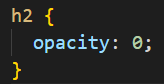 h2 {
  opacity: 0;
}